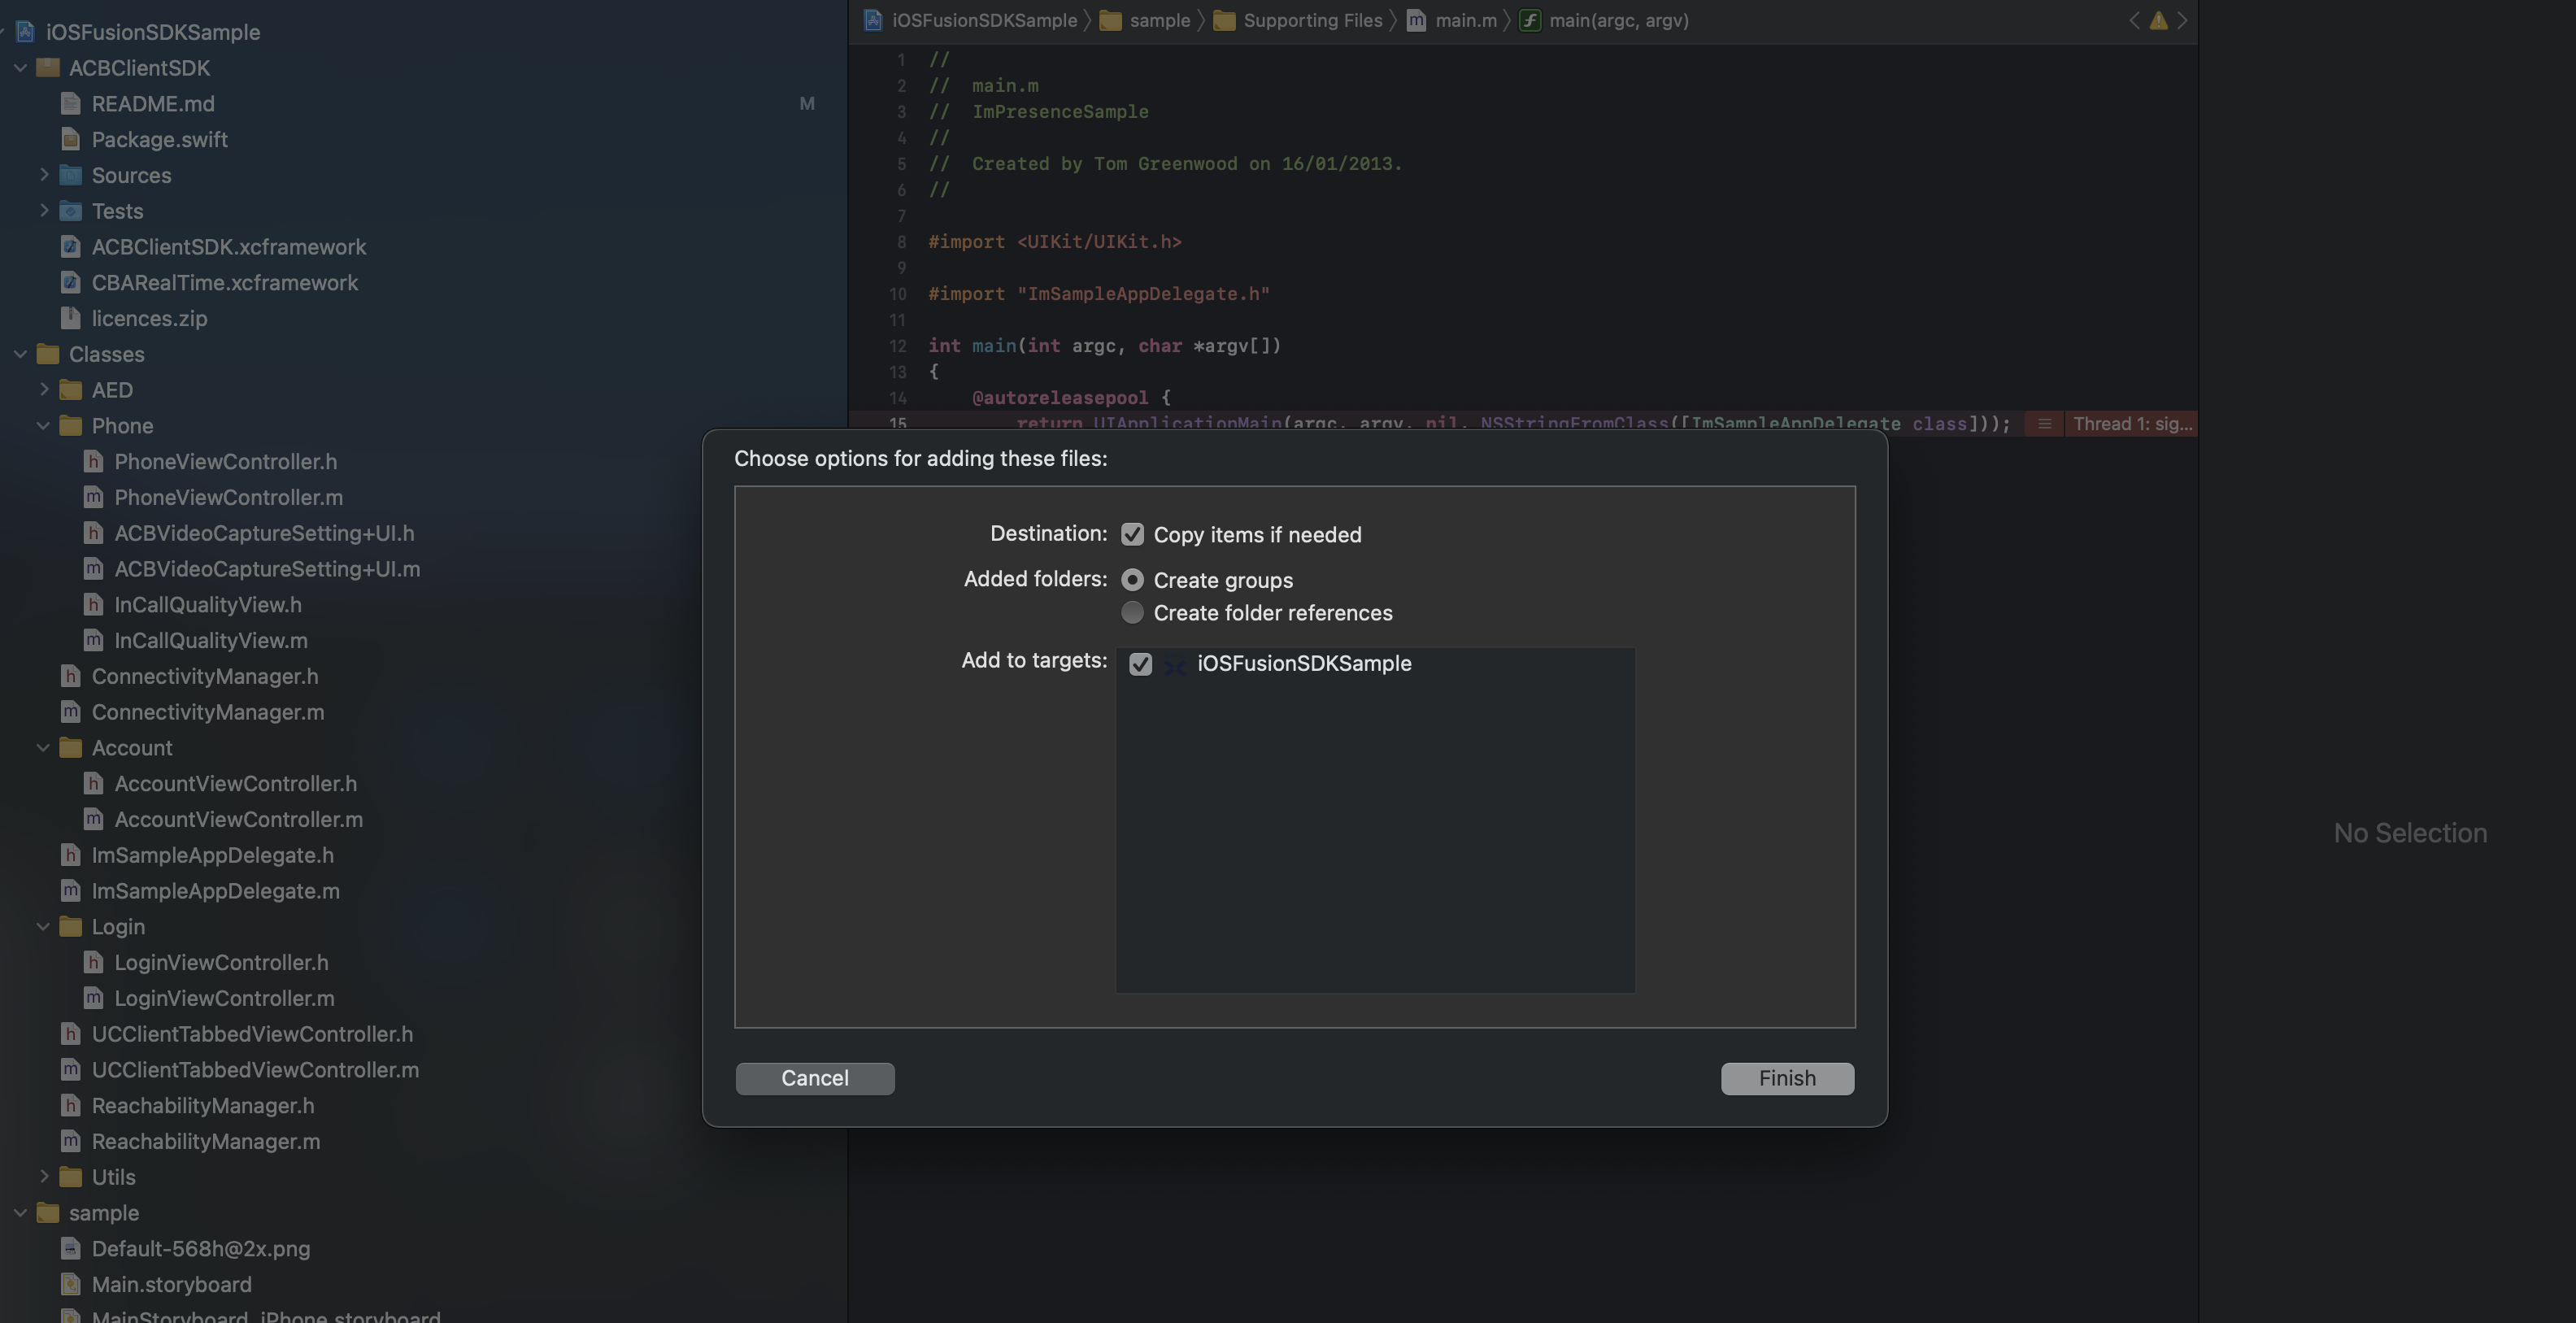 iOSFusionSDKSample
ACBClientSDK
README.md
M
Package.swift
Sources
Tests
ACBClientSDK.xcframework
CBARealTime.xcframework
licences.zip
Classes
AED
Phone
PhoneViewController.h
PhoneViewController.m
ACBVideoCaptureSetting+UI.h
ACBVideoCaptureSetting+UI.m
InCallQualityView.h
InCallQualityView.m
ConnectivityManager.h
ConnectivityManager.m
Account
AccountViewController.h
AccountViewController.m
ImSampleAppDelegate.h
ImSampleAppDelegate.m
Login
LoginViewController.h
LoginViewController.m
UCClientTabbedViewController.h
UCClientTabbedViewController.m
ReachabilityManager.h
ReachabilityManager.m
Utils
sample
Default-568h@2x.png
Main.storyboard
MainStoryboard_iPhone.storyboard
iOSFusionSDKSample > sample > Supporting Files > m main.m > f main(argc, argv)
1 //
2 //  main.m
3 //  ImPresenceSample
4 //
5 //  Created by Tom Greenwood on 16/01/2013.
6 //
7
8 #import <UIKit/UIKit.h>
9
10 #import "ImSampleAppDelegate.h"
11
12 int main(int argc, char *argv[])
13 {
14     @autoreleasepool {
15         return UIApplicationMain(argc, argv, nil, NSStringFromClass([ImSampleAppDelegate class])); Thread 1: sig...
Choose options for adding these files:
Destination: Copy items if needed
Added folders: Create groups
Create folder references
Add to targets: iOSFusionSDKSample
Cancel
Finish
No Selection